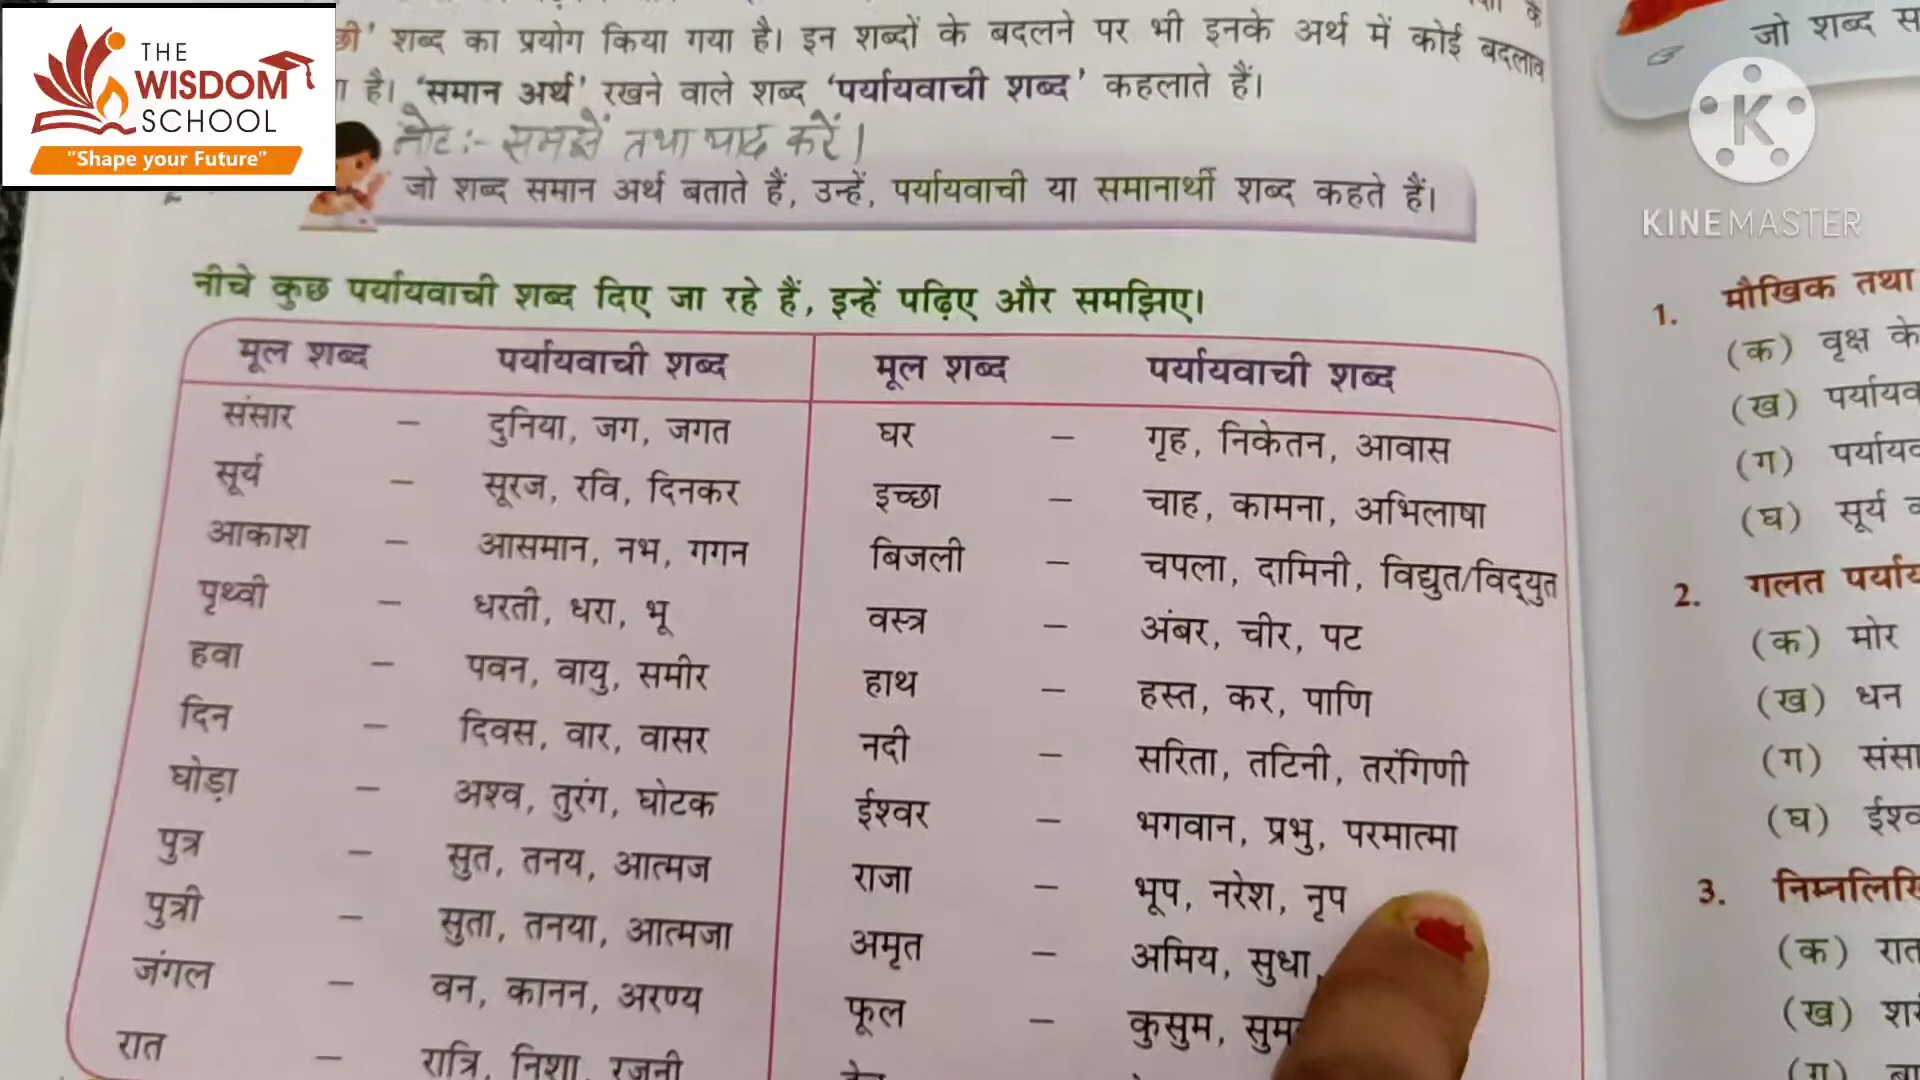 THE
WISDOM
SCHOOL
"Shape your Future"
शब्द का प्रयोग किया गया है। इन शब्दों के बदलने पर भी इनके अर्थ में कोई बदलाव
है। 'समान अर्थ' रखने वाले शब्द 'पर्यायवाची शब्द' कहलाते हैं।
नोट:- समझें तथा याद करें।
जो शब्द समान अर्थ बताते हैं, उन्हें, पर्यायवाची या समानार्थी शब्द कहते हैं।
नीचे कुछ पर्यायवाची शब्द दिए जा रहे हैं, इन्हें पढ़िए और समझिए।
मूल शब्द पर्यायवाची शब्द
संसार – दुनिया, जग, जगत
सूर्य – सूरज, रवि, दिनकर
आकाश – आसमान, नभ, गगन
पृथ्वी – धरती, धरा, भू
हवा – पवन, वायु, समीर
दिन – दिवस, वार, वासर
घोड़ा – अश्व, तुरंग, घोटक
पुत्र – सुत, तनय, आत्मज
पुत्री – सुता, तनया, आत्मजा
जंगल – वन, कानन, अरण्य
रात – रात्रि, निशा, रजनी
मूल शब्द पर्यायवाची शब्द
घर – गृह, निकेतन, आवास
इच्छा – चाह, कामना, अभिलाषा
बिजली – चपला, दामिनी, विद्युत/विद्‌युत
वस्त्र – अंबर, चीर, पट
हाथ – हस्त, कर, पाणि
नदी – सरिता, तटिनी, तरंगिणी
ईश्वर – भगवान, प्रभु, परमात्मा
राजा – भूप, नरेश, नृप
अमृत – अमिय, सुधा,
फूल – कुसुम,
जो शब्द
K
KINEMASTER
1. मौखिक तथा
(क) वृक्ष के
(ख)
(ग)
(घ) सूर्य
2. गलत
(क) मोर
(ख) धन
(ग)
(घ)
3.
(क) रात
(ख)
(ग)